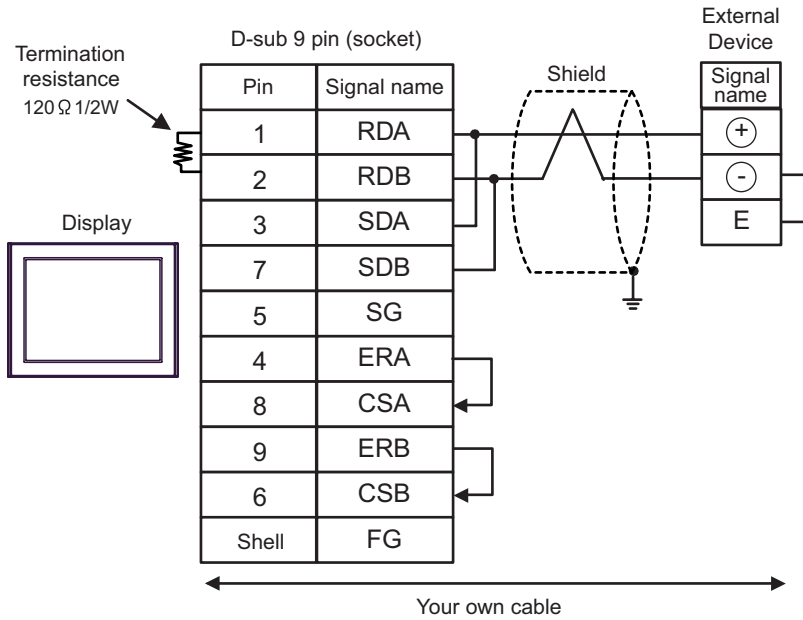 D-sub 9 pin (socket)
External
Device
Termination
resistance
120Ω 1/2W
Shield
Display
Pin Signal name
1 RDA
2 RDB
3 SDA
7 SDB
5 SG
4 ERA
8 CSA
9 ERB
6 CSB
Shell FG
Signal
name
+
-
E
Your own cable